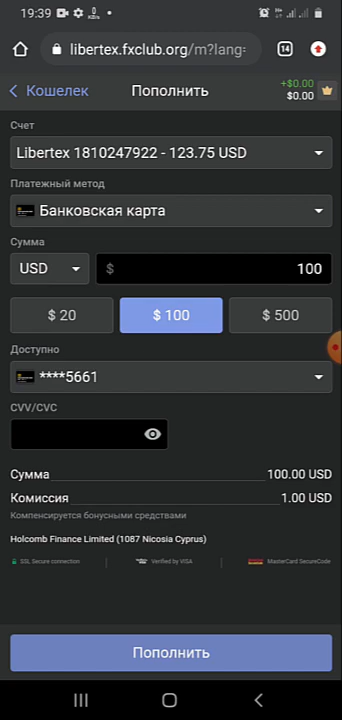 19:39 0 KB/s
libertex.fxclub.org/m?lang= 14
Кошелек Пополнить +$0.00
$0.00
Счет
Libertex 1810247922 - 123.75 USD
Платежный метод
Банковская карта
Сумма
USD $ 100
$ 20 $ 100 $ 500
Доступно
****5661
CVV/CVC
Сумма 100.00 USD
Комиссия 1.00 USD
Компенсируется бонусными средствами
Holcomb Finance Limited (1087 Nicosia Cyprus)
SSL Secure connection Verified by VISA MasterCard SecureCode
Пополнить